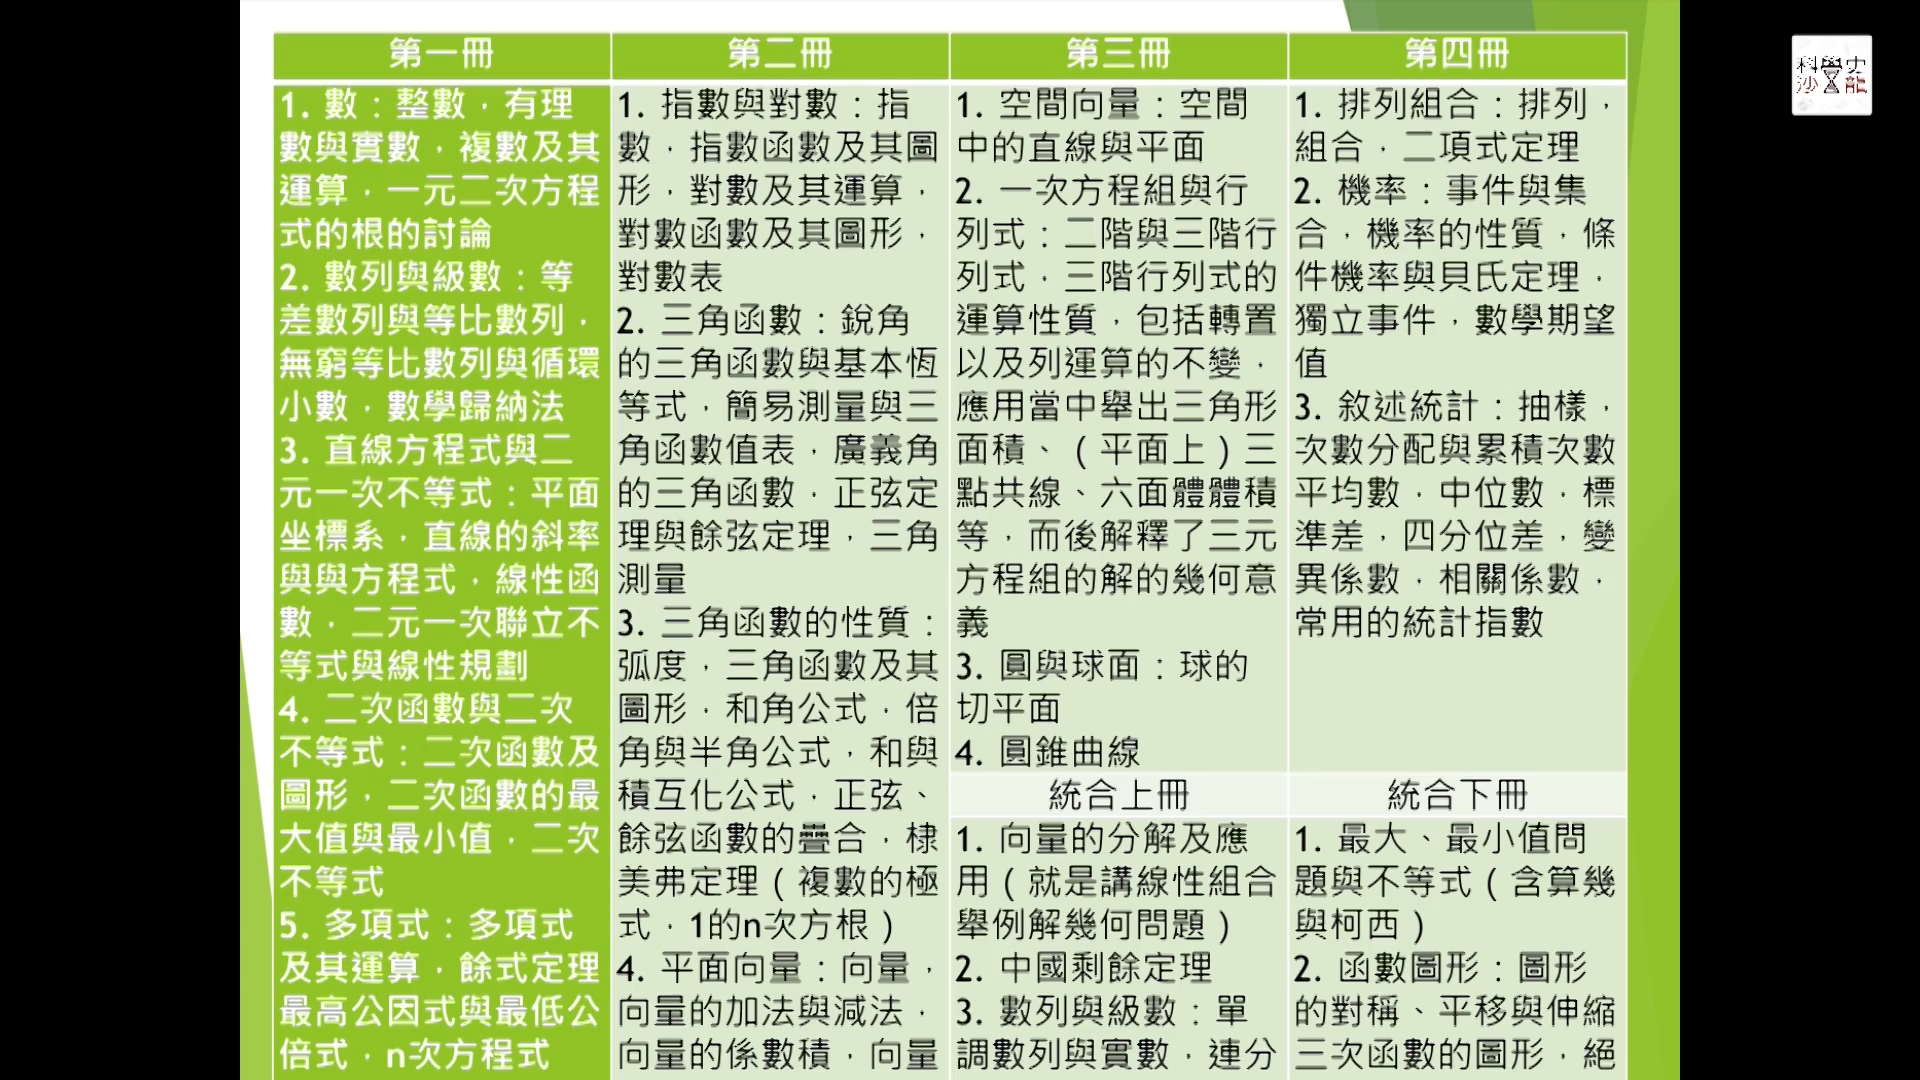 第一冊
第二冊
第三冊
第四冊
1. 數：整數，有理
數與實數，複數及其
運算，一元二次方程
式的根的討論
2. 數列與級數：等
差數列與等比數列，
無窮等比數列與循環
小數，數學歸納法
3. 直線方程式與二
元一次不等式：平面
坐標系，直線的斜率
與與方程式，線性函
數，二元一次聯立不
等式與線性規劃
4. 二次函數與二次
不等式：二次函數及
圖形，二次函數的最
大值與最小值，二次
不等式
5. 多項式：多項式
及其運算，餘式定理
最高公因式與最低公
倍式，n次方程式
1. 指數與對數：指
數，指數函數及其圖
形，對數及其運算，
對數函數及其圖形，
對數表
2. 三角函數：銳角
的三角函數與基本恆
等式，簡易測量與三
角函數值表，廣義角
的三角函數，正弦定
理與餘弦定理，三角
測量
3. 三角函數的性質：
弧度，三角函數及其
圖形，和角公式，倍
角與半角公式，和與
積互化公式，正弦、
餘弦函數的疊合，棣
美弗定理（複數的極
式，1的n次方根）
4. 平面向量：向量，
向量的加法與減法，
向量的係數積，向量
1. 空間向量：空間
中的直線與平面
2. 一次方程組與行
列式：二階與三階行
列式，三階行列式的
運算性質，包括轉置
以及列運算的不變，
應用當中舉出三角形
面積、（平面上）三
點共線、六面體體積
等，而後解釋了三元
方程組的解的幾何意
義
3. 圓與球面：球的
切平面
4. 圓錐曲線
統合上冊
1. 向量的分解及應
用（就是講線性組合
舉例解幾何問題）
2. 中國剩餘定理
3. 數列與級數：單
調數列與實數，連分
1. 排列組合：排列，
組合，二項式定理
2. 機率：事件與集
合，機率的性質，條
件機率與貝氏定理，
獨立事件，數學期望
值
3. 敘述統計：抽樣，
次數分配與累積次數
平均數，中位數，標
準差，四分位差，變
異係數，相關係數，
常用的統計指數
統合下冊
1. 最大、最小值問
題與不等式（含算幾
與柯西）
2. 函數圖形：圖形
的對稱、平移與伸缩
三次函數的圖形，絕
科學史
沙龍